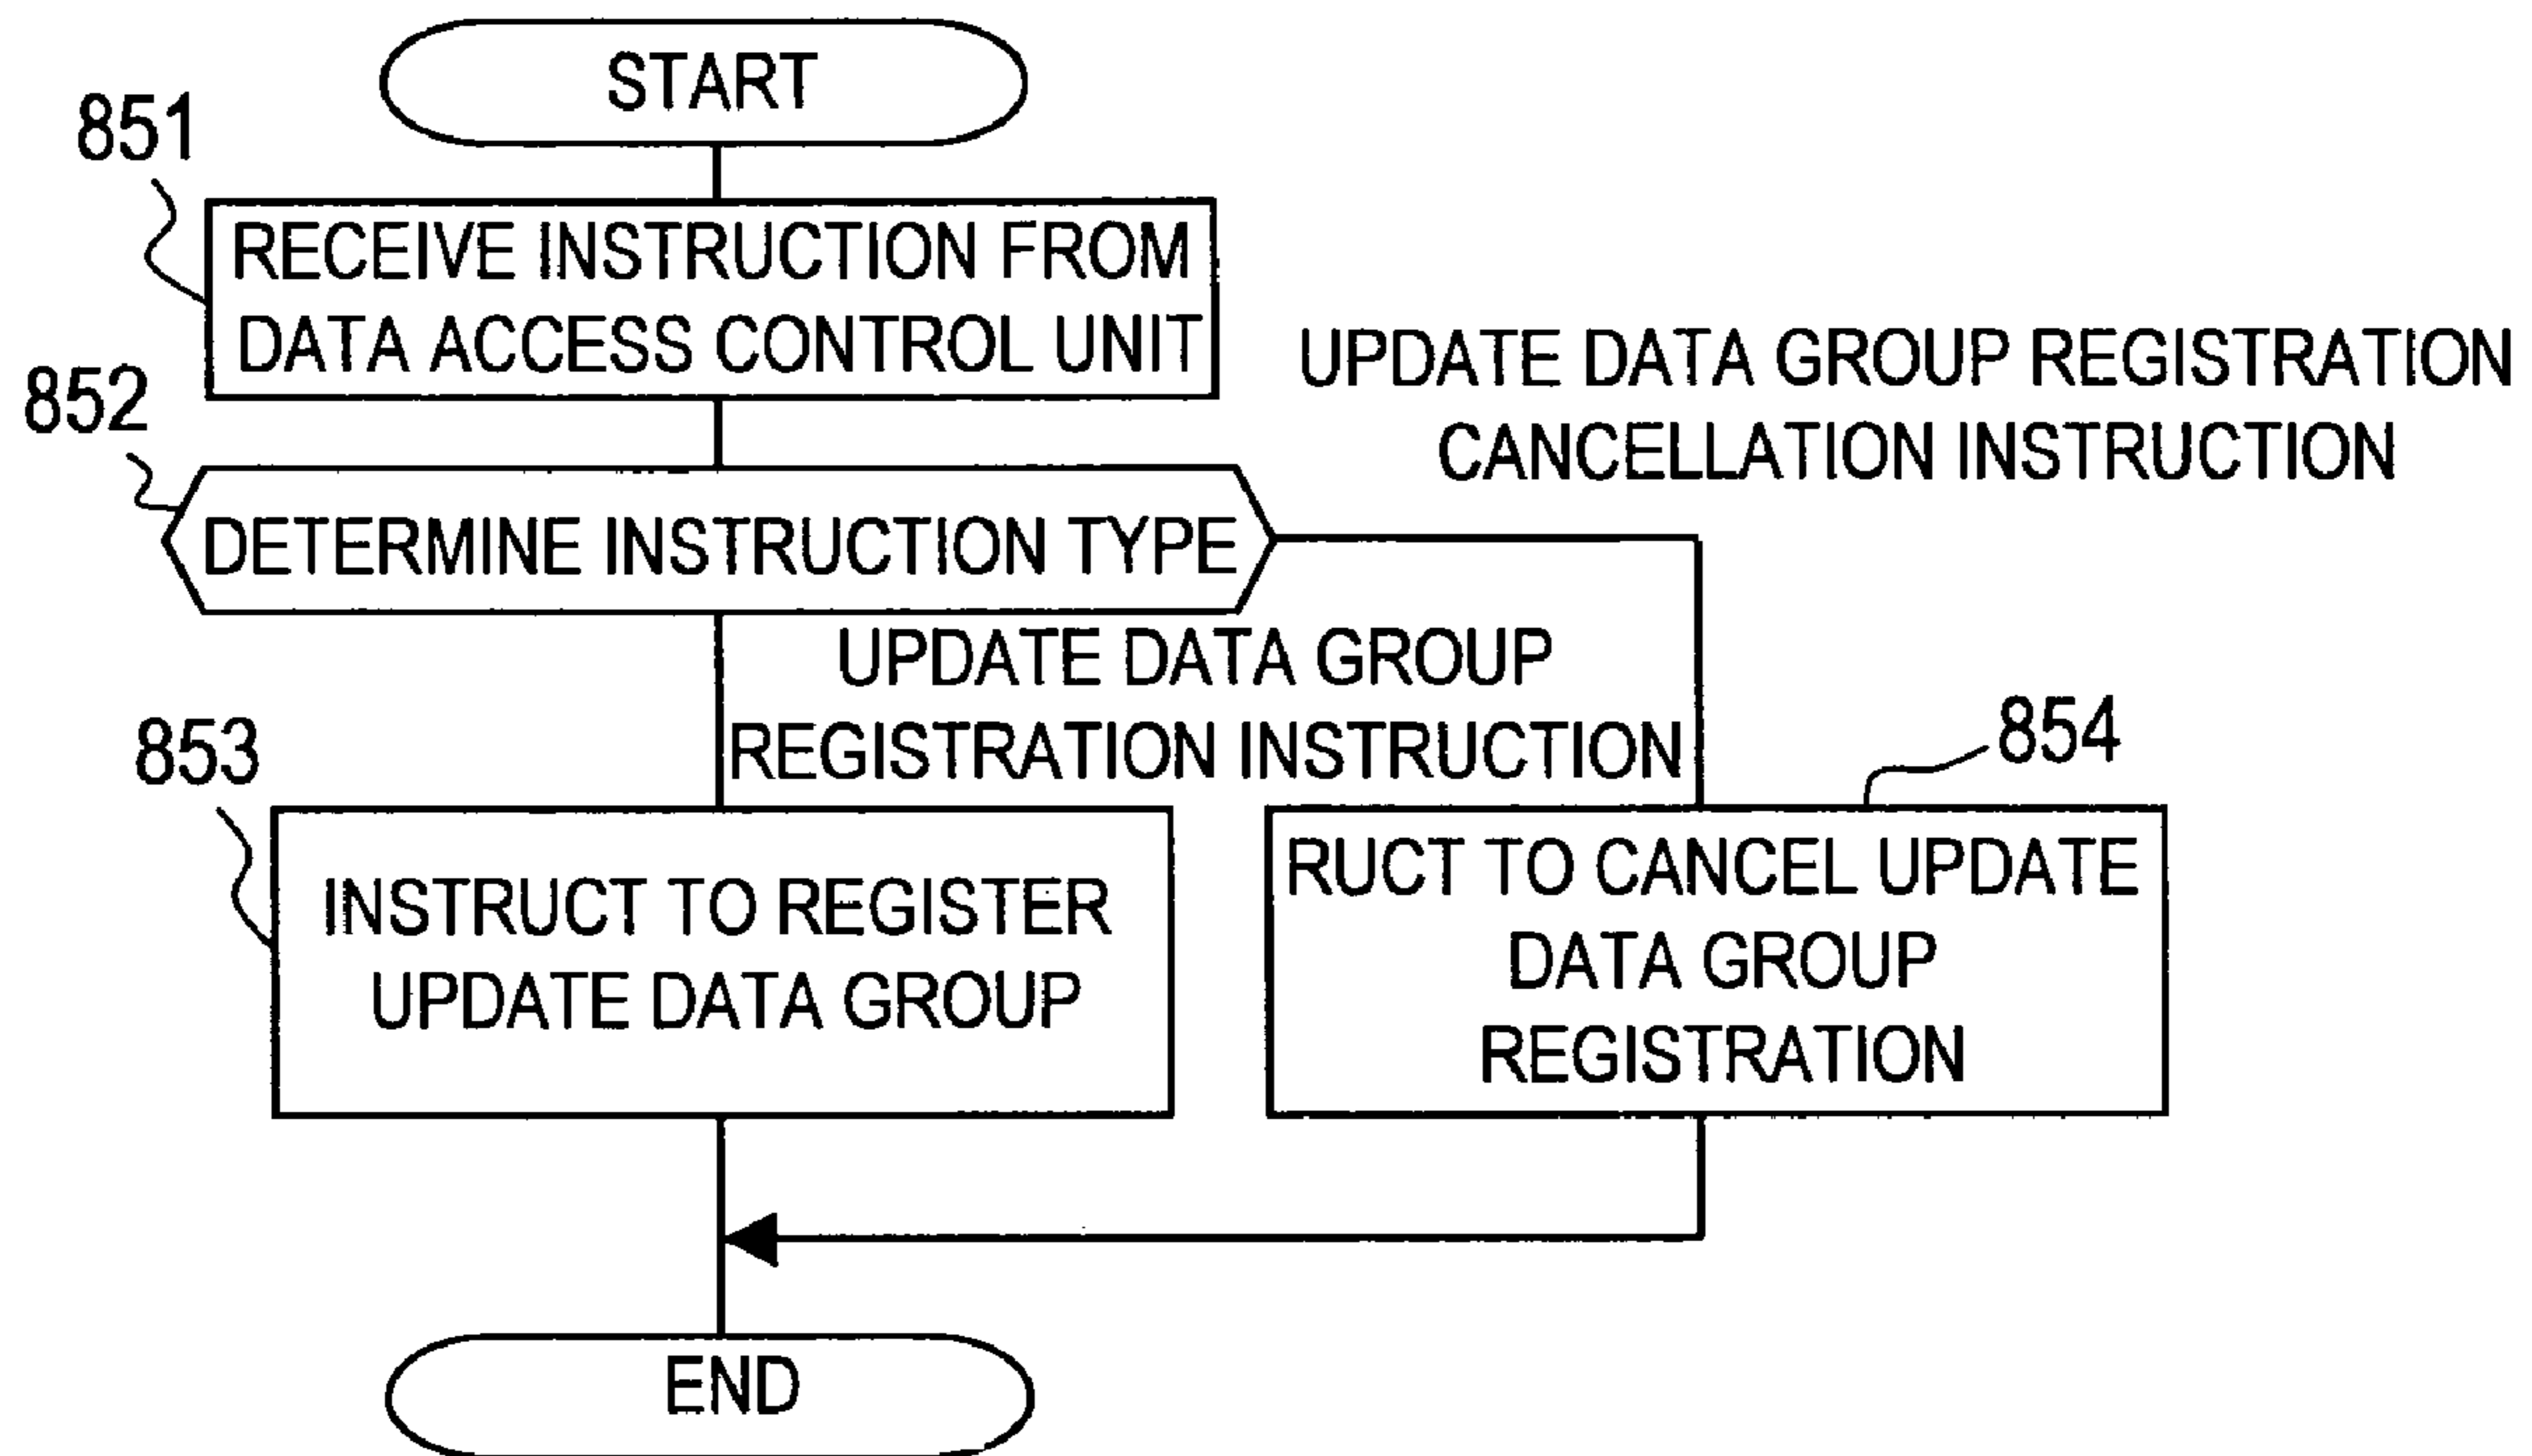 START
851
RECEIVE INSTRUCTION FROM
DATA ACCESS CONTROL UNIT
852
UPDATE DATA GROUP REGISTRATION
CANCELLATION INSTRUCTION
DETERMINE INSTRUCTION TYPE
UPDATE DATA GROUP
REGISTRATION INSTRUCTION
853
854
INSTRUCT TO REGISTER
UPDATE DATA GROUP
RUCT TO CANCEL UPDATE
DATA GROUP
REGISTRATION
END